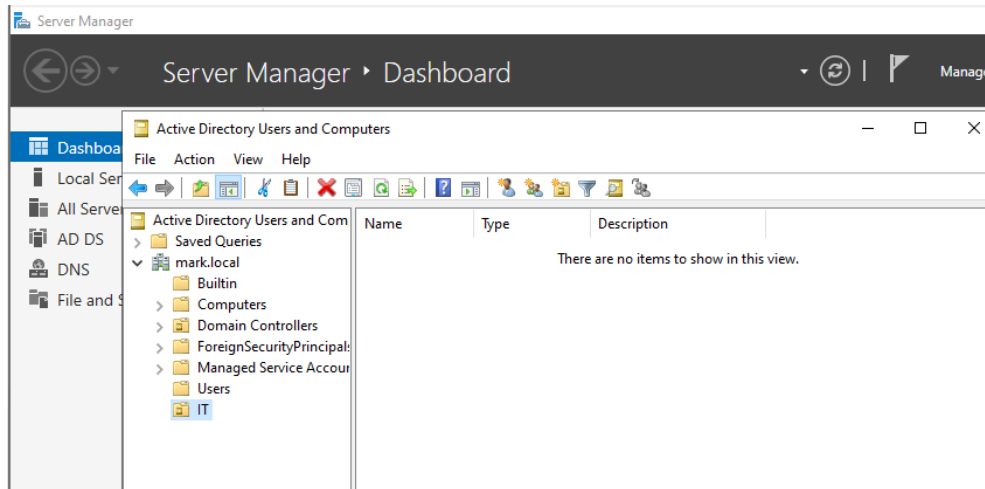 Server Manager
Server Manager Dashboard
Manage
Dashboa
Active Directory Users and Computers
File Action View Help
Local Ser
All Server
AD DS
DNS
File and S
Active Directory Users and Com
Saved Queries
mark.local
Builtin
Computers
Domain Controllers
ForeignSecurityPrincipals
Managed Service Accoun
Users
IT
Name Type Description
There are no items to show in this view.